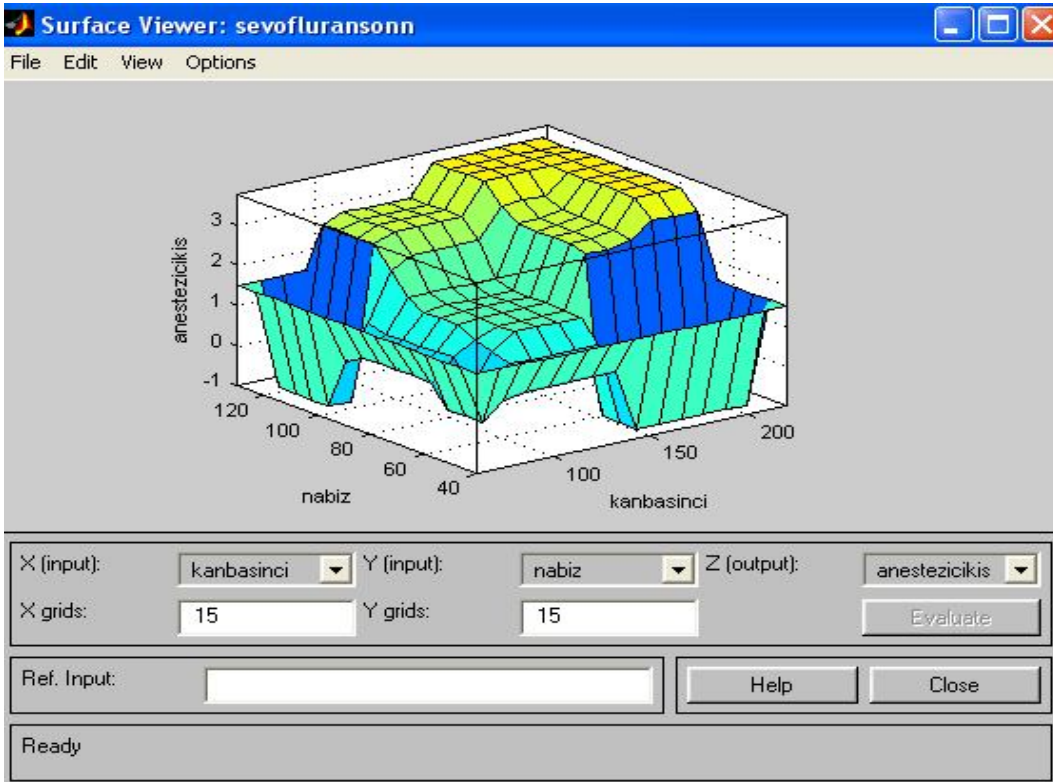 Surface Viewer: sevofluransonn
File Edit View Options
3
2
1
0
-1
anestezicikis
120
100
80
60
40
nabiz
100
150
200
kanbasinci
X (input): kanbasinci Y (input): nabiz Z (output): anestezicikis
X grids: 15 Y grids: 15 Evaluate
Ref. Input: Help Close
Ready